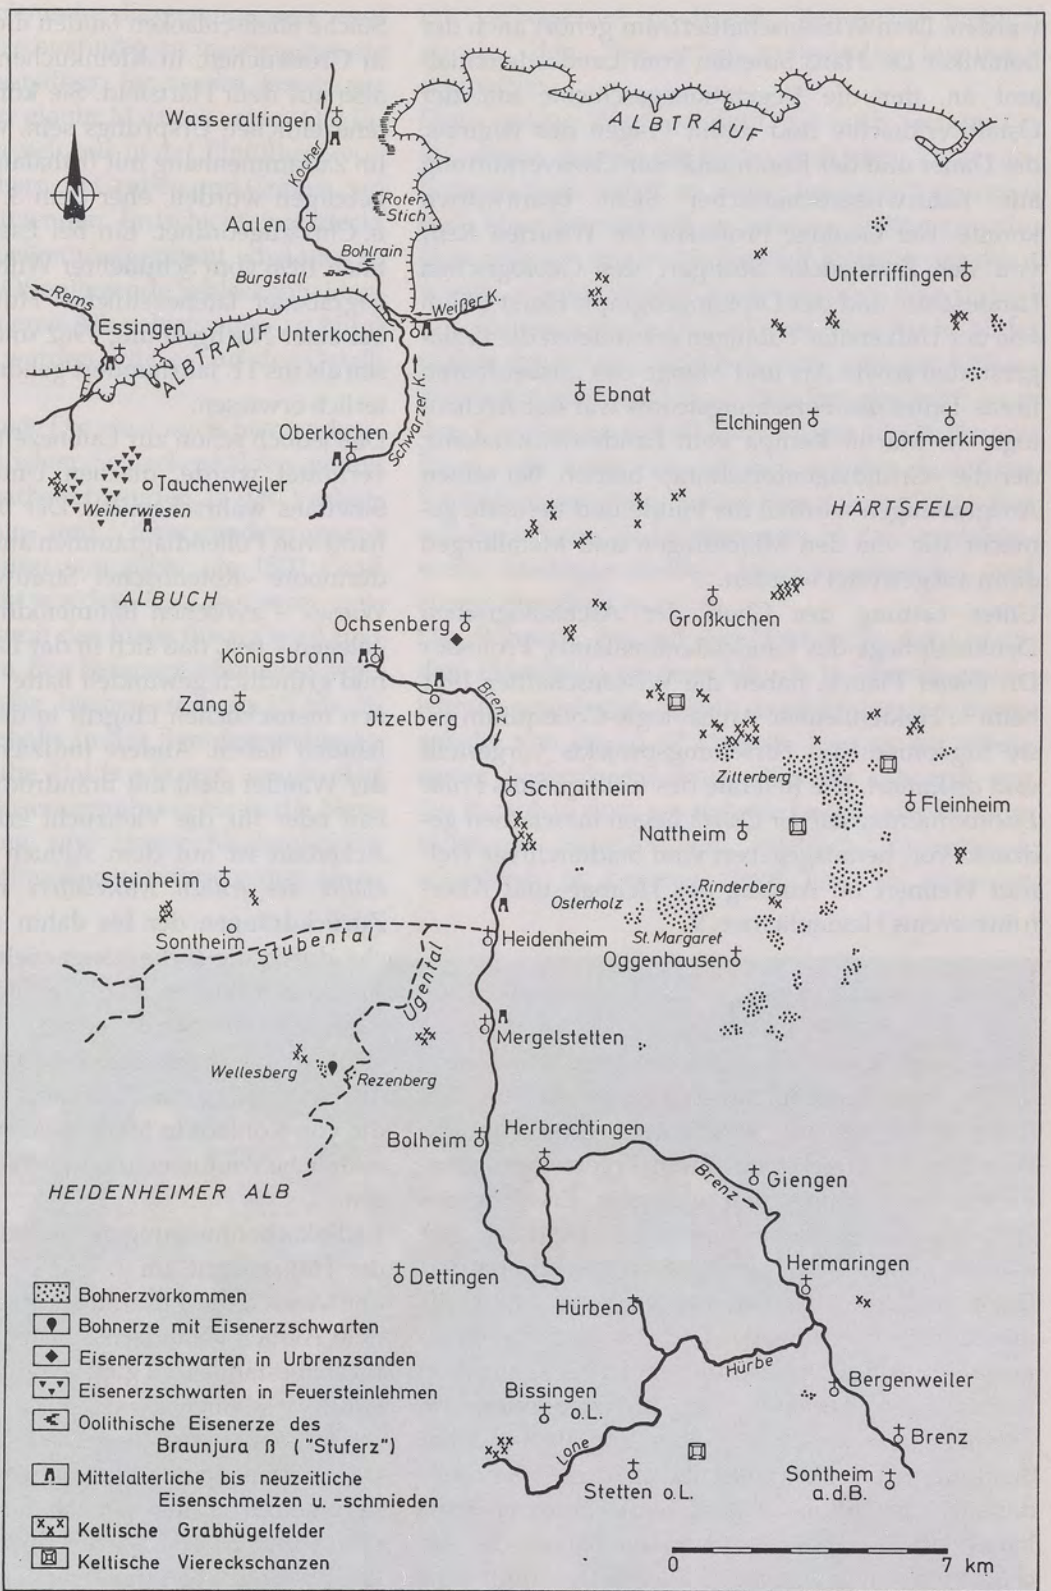 Wasseralfingen
ALBTRAUF
Kocher
N
Roter-
Stich
Aalen
Bohlrain
Burgstall
Unterriffingen
Rems
Weißer K.
Essingen
ALBTRAUF
Unterkochen
Ebnat
Schwarzer K.
Elchingen
Dorfmerkingen
Oberkochen
Tauchenweiler
HÄRTSFELD
Weiherwiesen
ALBUCH
Großkuchen
Ochsenberg
Königsbronn
Zang
Jtzelberg
Brenz
Zitterberg
Schnaitheim
Fleinheim
Nattheim
Steinheim
Rinderberg
Osterholz
Sontheim
Stubental
Heidenheim
St. Margaret
Oggenhausen
Ugental
Mergelstetten
Wellesberg
Rezenberg
Herbrechtingen
Bolheim
Brenz
Giengen
HEIDENHEIMER ALB
Hermaringen
Dettingen
Hürben
Bohnerzvorkommen
Bohnerze mit Eisenerzschwarten
Eisenerzschwarten in Urbrenzsanden
Hürbe
Eisenerzschwarten in Feuersteinlehmen
Bergenweiler
Bissingen
o.L.
Oolithische Eisenerze des
Braunjura ß ("Stuferz")
Brenz
Lone
Mittelalterliche bis neuzeitliche
Eisenschmelzen u. -schmieden
Stetten o.L.
Sontheim
a.d.B.
Keltische Grabhügelfelder
Keltische Viereckschanzen
0 7 km